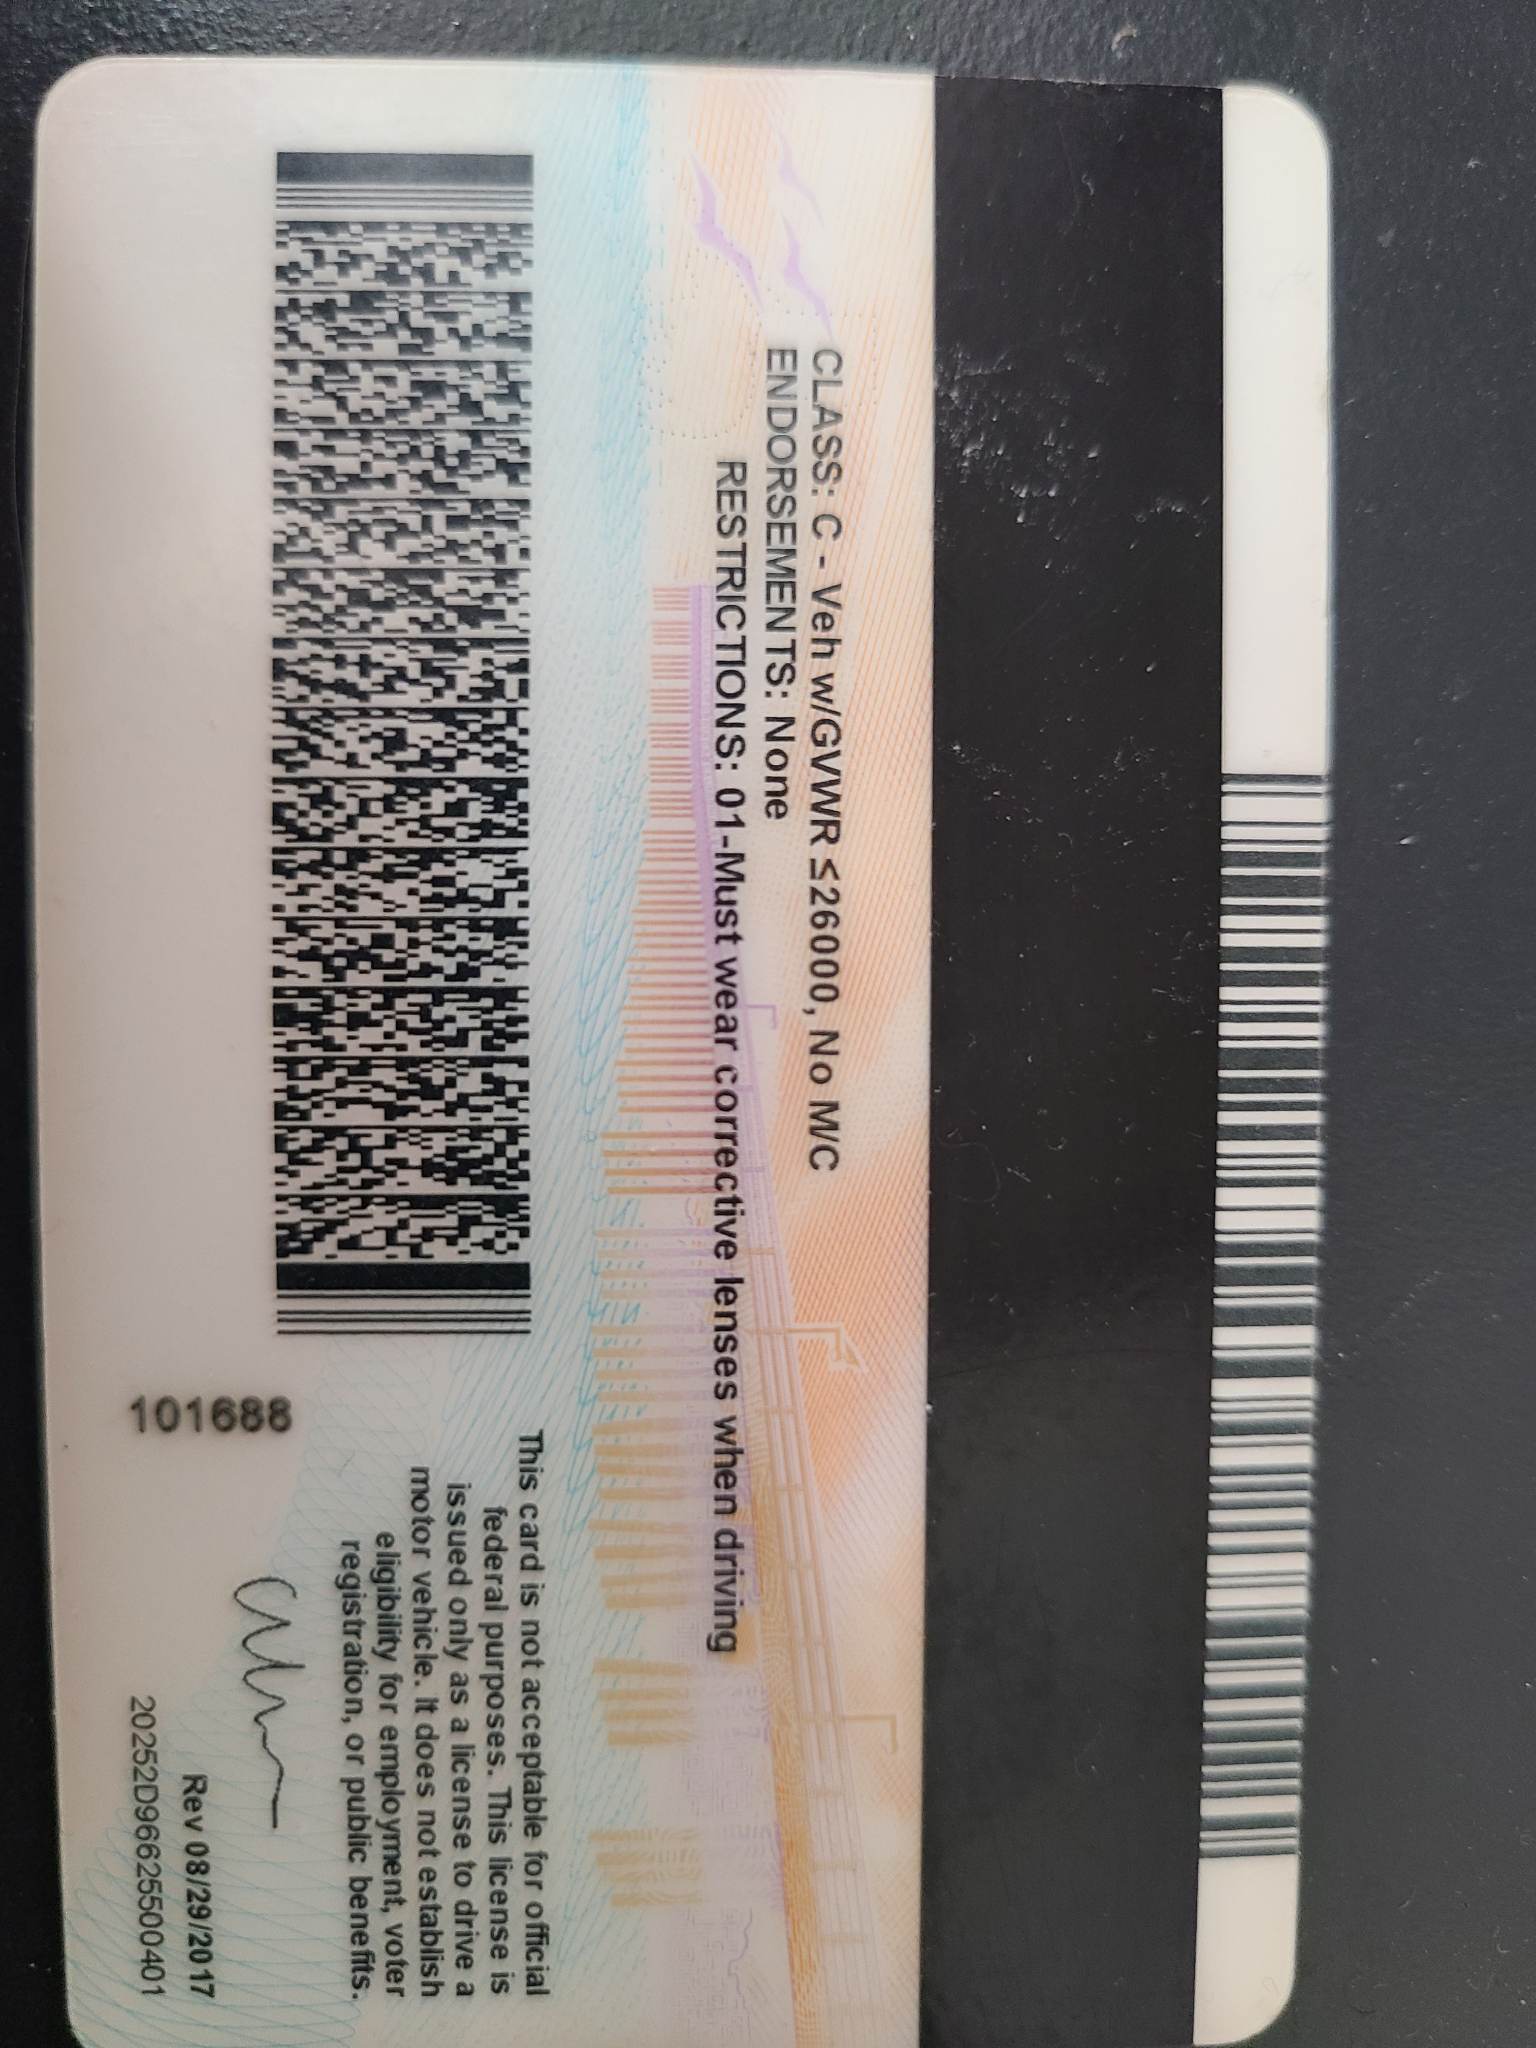 CLASS: C - Veh w/GVWR ≤26000, No M/C
ENDORSEMENTS: None
RESTRICTIONS: 01-Must wear corrective lenses when driving
This card is not acceptable for official
federal purposes. This license is
issued only as a license to drive a
motor vehicle. It does not establish
eligibility for employment, voter
registration, or public benefits.
101688
Rev 08/29/2017
20252D96625500401